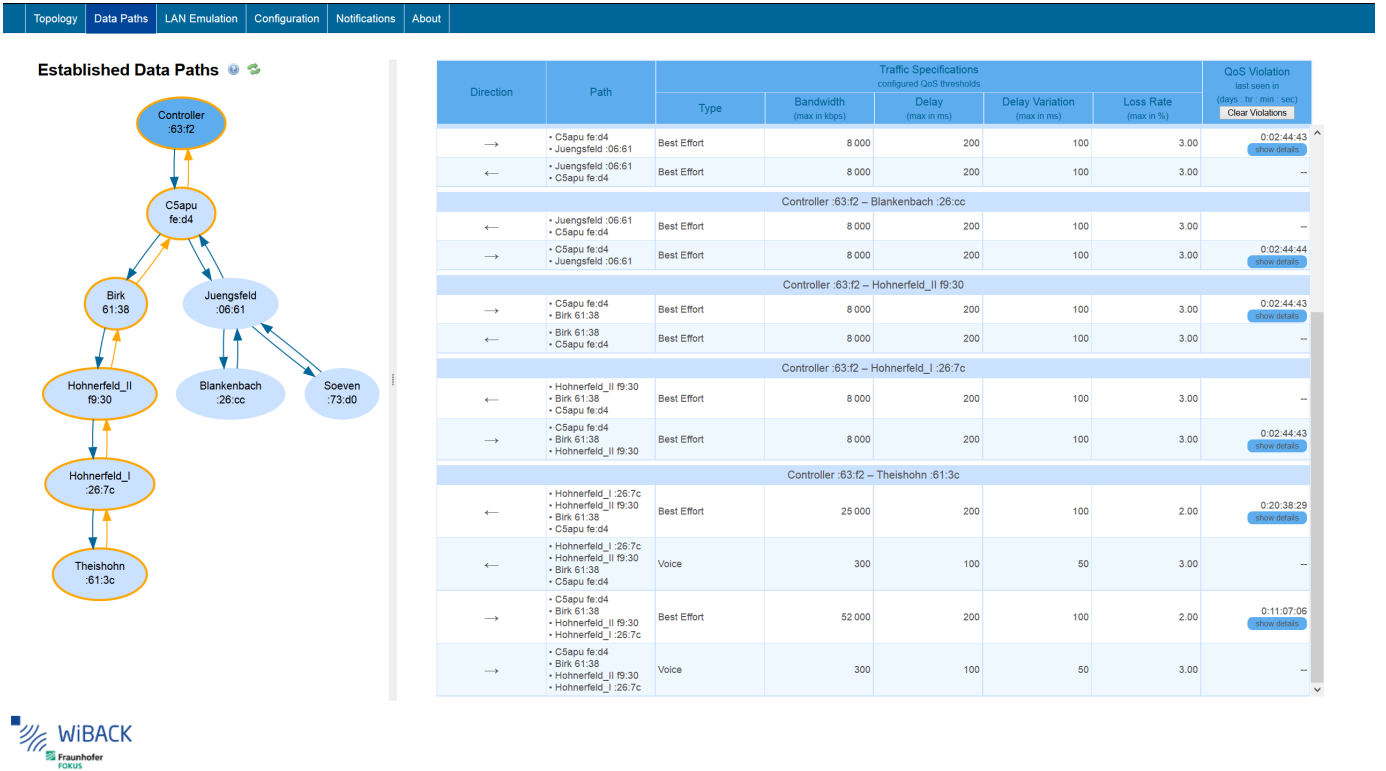 Topology Data Paths LAN Emulation Configuration Notifications About
Established Data Paths
Controller
:63:f2
C5apu
fe:d4
Birk
61:38
Juengsfeld
:06:61
Hohnerfeld_II
f9:30
Blankenbach
:26:cc
Soeven
:73:d0
Hohnerfeld_I
:26:7c
Theishohn
:61:3c
Direction
Path
Traffic Specifications
configured QoS thresholds
Type
Bandwidth
(max in kbps)
Delay
(max in ms)
Delay Variation
(max in ms)
Loss Rate
(max in %)
QoS Violation
last seen in
(days : hr : min : sec)
Clear Violations
→ • C5apu fe:d4
• Juengsfeld :06:61
Best Effort 8 000 200 100 3.00 0:02:44:43
show details
← • Juengsfeld :06:61
• C5apu fe:d4
Best Effort 8 000 200 100 3.00 --
Controller :63:f2 – Blankenbach :26:cc
← • Juengsfeld :06:61
• C5apu fe:d4
Best Effort 8 000 200 100 3.00 --
→ • C5apu fe:d4
• Juengsfeld :06:61
Best Effort 8 000 200 100 3.00 0:02:44:44
show details
Controller :63:f2 – Hohnerfeld_II f9:30
→ • C5apu fe:d4
• Birk 61:38
Best Effort 8 000 200 100 3.00 0:02:44:43
show details
← • Birk 61:38
• C5apu fe:d4
Best Effort 8 000 200 100 3.00 --
Controller :63:f2 – Hohnerfeld_I :26:7c
← • Hohnerfeld_II f9:30
• Birk 61:38
• C5apu fe:d4
Best Effort 8 000 200 100 3.00 --
→ • C5apu fe:d4
• Birk 61:38
• Hohnerfeld_II f9:30
Best Effort 8 000 200 100 3.00 0:02:44:43
show details
Controller :63:f2 – Theishohn :61:3c
← • Hohnerfeld_I :26:7c
• Hohnerfeld_II f9:30
• Birk 61:38
• C5apu fe:d4
Best Effort 25 000 200 100 2.00 0:20:38:29
show details
← • Hohnerfeld_I :26:7c
• Hohnerfeld_II f9:30
• Birk 61:38
• C5apu fe:d4
Voice 300 100 50 3.00 --
→ • C5apu fe:d4
• Birk 61:38
• Hohnerfeld_II f9:30
• Hohnerfeld_I :26:7c
Best Effort 52 000 200 100 2.00 0:11:07:06
show details
→ • C5apu fe:d4
• Birk 61:38
• Hohnerfeld_II f9:30
• Hohnerfeld_I :26:7c
Voice 300 100 50 3.00 --
WiBACK
Fraunhofer
FOKUS